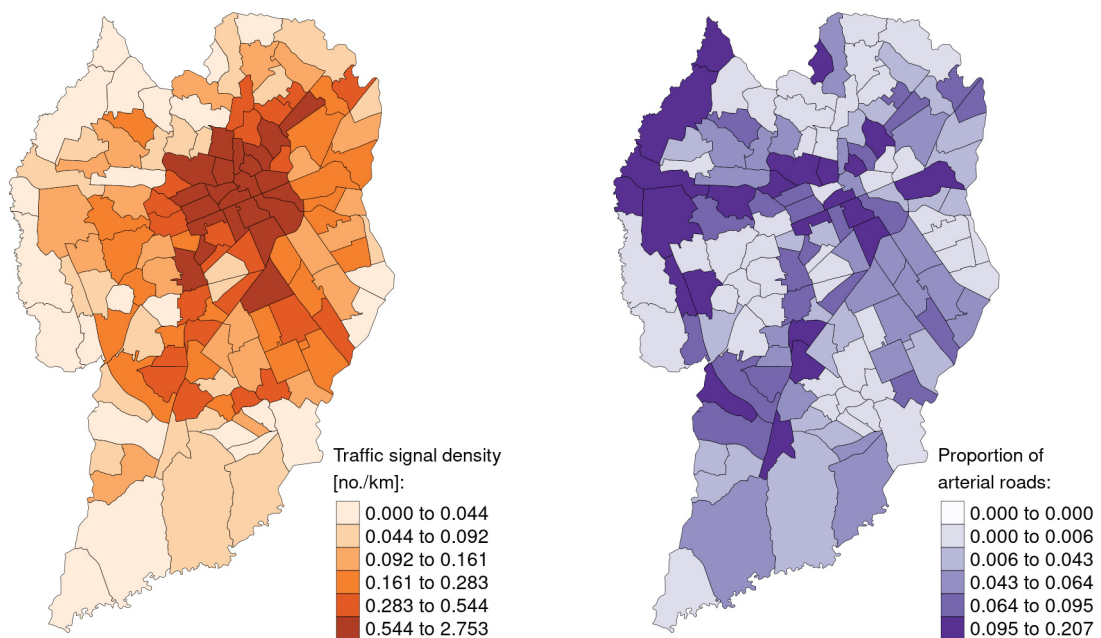 Traffic signal density
[no./km]:
0.000 to 0.044
0.044 to 0.092
0.092 to 0.161
0.161 to 0.283
0.283 to 0.544
0.544 to 2.753
Proportion of
arterial roads:
0.000 to 0.000
0.000 to 0.006
0.006 to 0.043
0.043 to 0.064
0.064 to 0.095
0.095 to 0.207